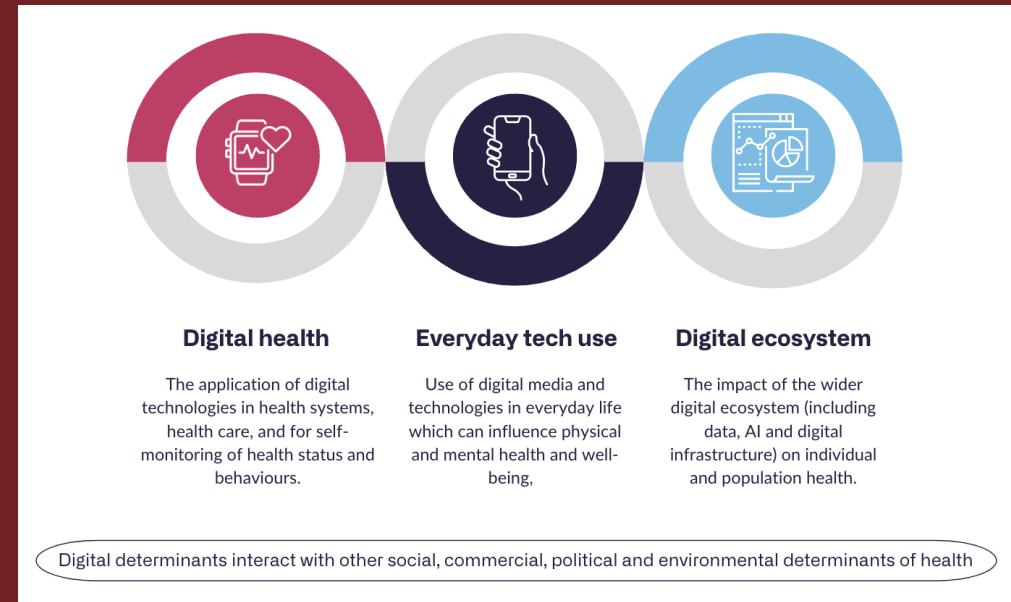 Digital health
The application of digital
technologies in health systems,
health care, and for self-
monitoring of health status and
behaviours.
Everyday tech use
Use of digital media and
technologies in everyday life
which can influence physical
and mental health and well-
being,
Digital ecosystem
The impact of the wider
digital ecosystem (including
data, AI and digital
infrastructure) on individual
and population health.
Digital determinants interact with other social, commercial, political and environmental determinants of health